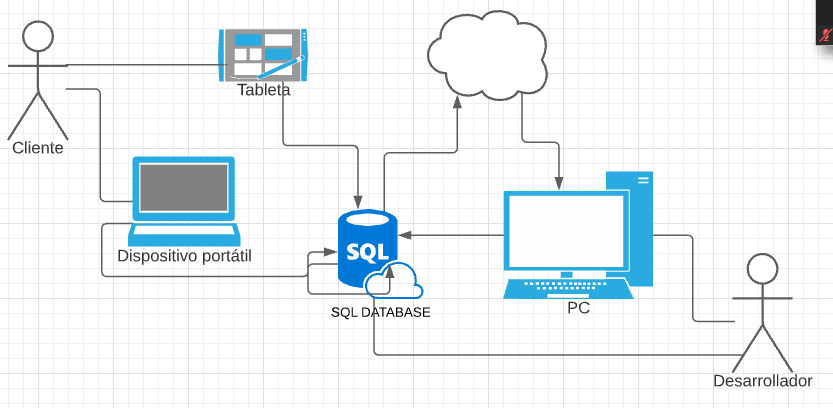 Tableta
Cliente
Dispositivo portátil
SQL
SQL DATABASE
PC
Desarrollador